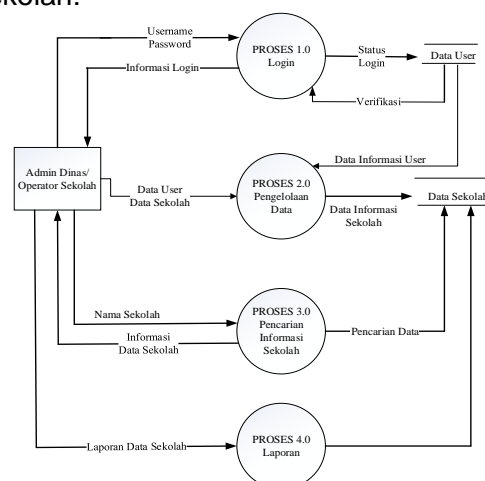 ekolah.
Username
Password
Informasi Login
PROSES 1.0
Login
Status
Login
Data User
Verifikasi
Data Informasi User
Admin Dinas/
Operator Sekolah
Data User
Data Sekolah
PROSES 2.0
Pengelolaan
Data
Data Informasi
Sekolah
Data Sekolah
Nama Sekolah
Informasi
Data Sekolah
PROSES 3.0
Pencarian
Informasi
Sekolah
Pencarian Data
Laporan Data Sekolah
PROSES 4.0
Laporan